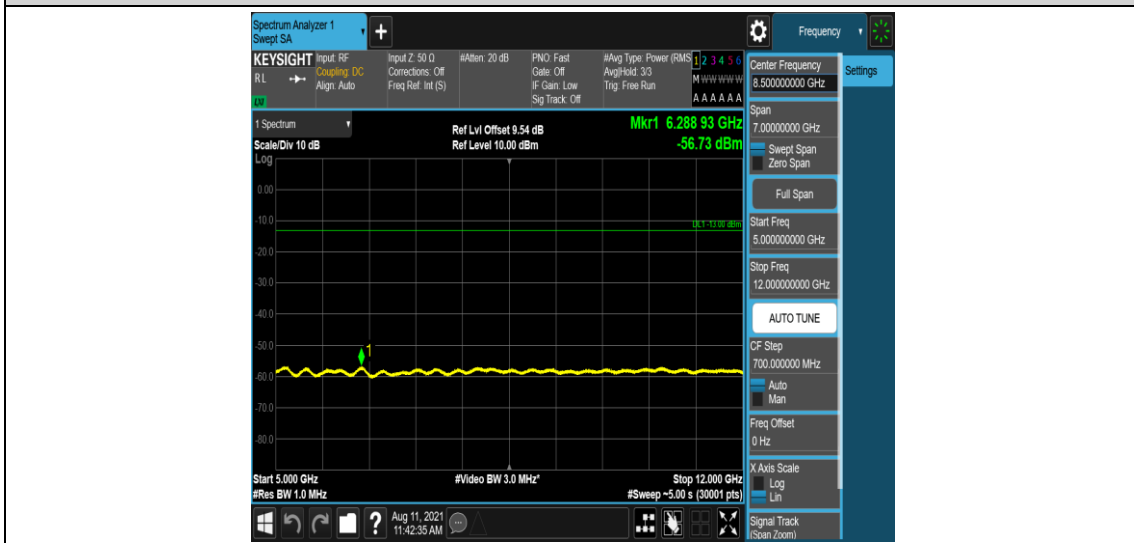 Spectrum Analyzer 1
Swept SA
+
Frequency
KEYSIGHT
RL
Input: RF
Coupling: DC
Align: Auto
Input Z: 50 Ω
Corrections: Off
Freq Ref: Int (S)
#Atten: 20 dB
PNO: Fast
Gate: Off
IF Gain: Low
Sig Track: Off
#Avg Type: Power (RMS
Avg|Hold: 3/3
Trig: Free Run
1 2 3 4 5 6
M W W W W W
A A A A A A
1 Spectrum
Scale/Div 10 dB
Ref Lvl Offset 9.54 dB
Ref Level 10.00 dBm
Mkr1 6.288 93 GHz
-56.73 dBm
Log
0.00
-10.0
DL1 -13.00 dBm
-20.0
-30.0
-40.0
-50.0
1
-60.0
-70.0
-80.0
Start 5.000 GHz
#Res BW 1.0 MHz
#Video BW 3.0 MHz*
Stop 12.000 GHz
#Sweep ~5.00 s (30001 pts)
Center Frequency
8.500000000 GHz
Settings
Span
7.00000000 GHz
Swept Span
Zero Span
Full Span
Start Freq
5.000000000 GHz
Stop Freq
12.000000000 GHz
AUTO TUNE
CF Step
700.000000 MHz
Auto
Man
Freq Offset
0 Hz
X Axis Scale
Log
Lin
Signal Track
(Span Zoom)
?
Aug 11, 2021
11:42:35 AM